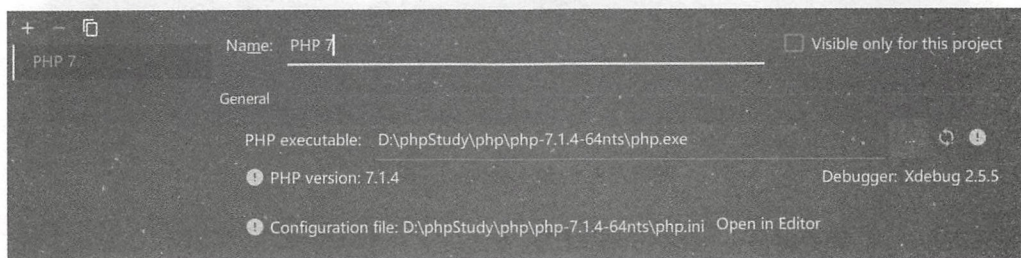 PHP 7
Name: PHP 7
Visible only for this project
General
PHP executable: D:\phpStudy\php\php-7.1.4-64nts\php.exe
PHP version: 7.1.4
Debugger: Xdebug 2.5.5
Configuration file: D:\phpStudy\php\php-7.1.4-64nts\php.ini Open in Editor